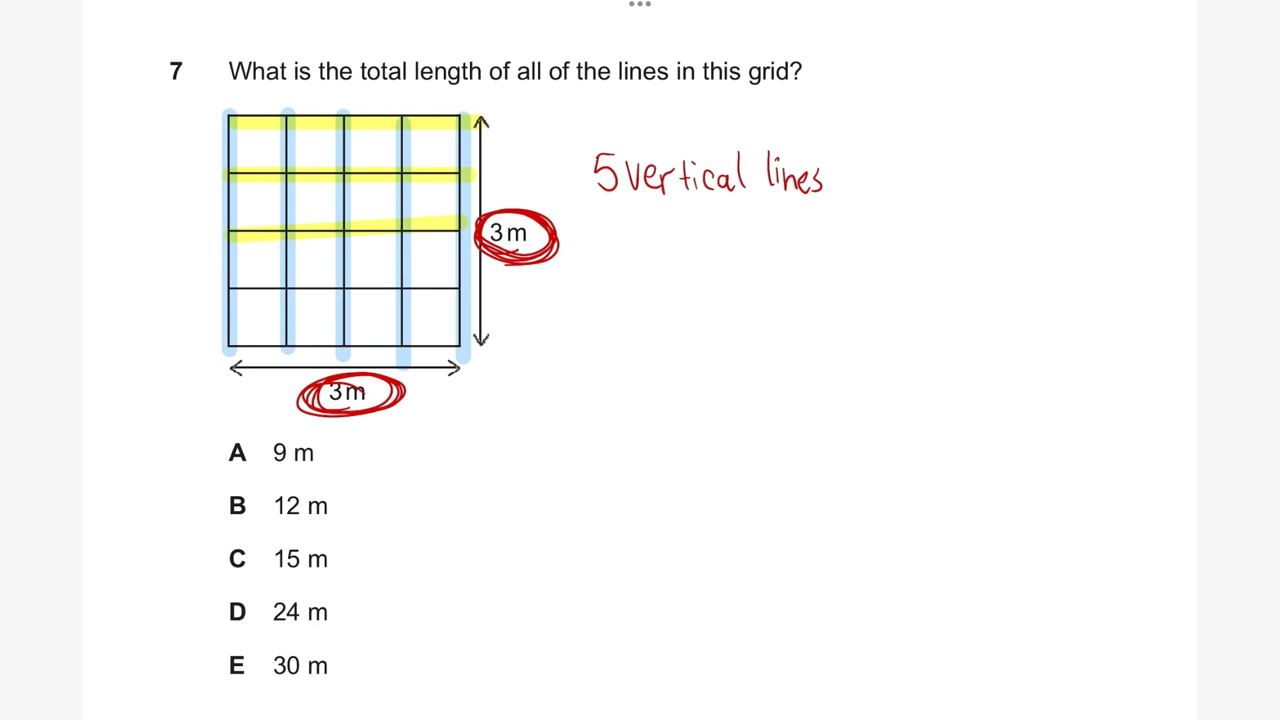 7 What is the total length of all of the lines in this grid?
5 vertical lines
3 m
3 m
A 9 m
B 12 m
C 15 m
D 24 m
E 30 m